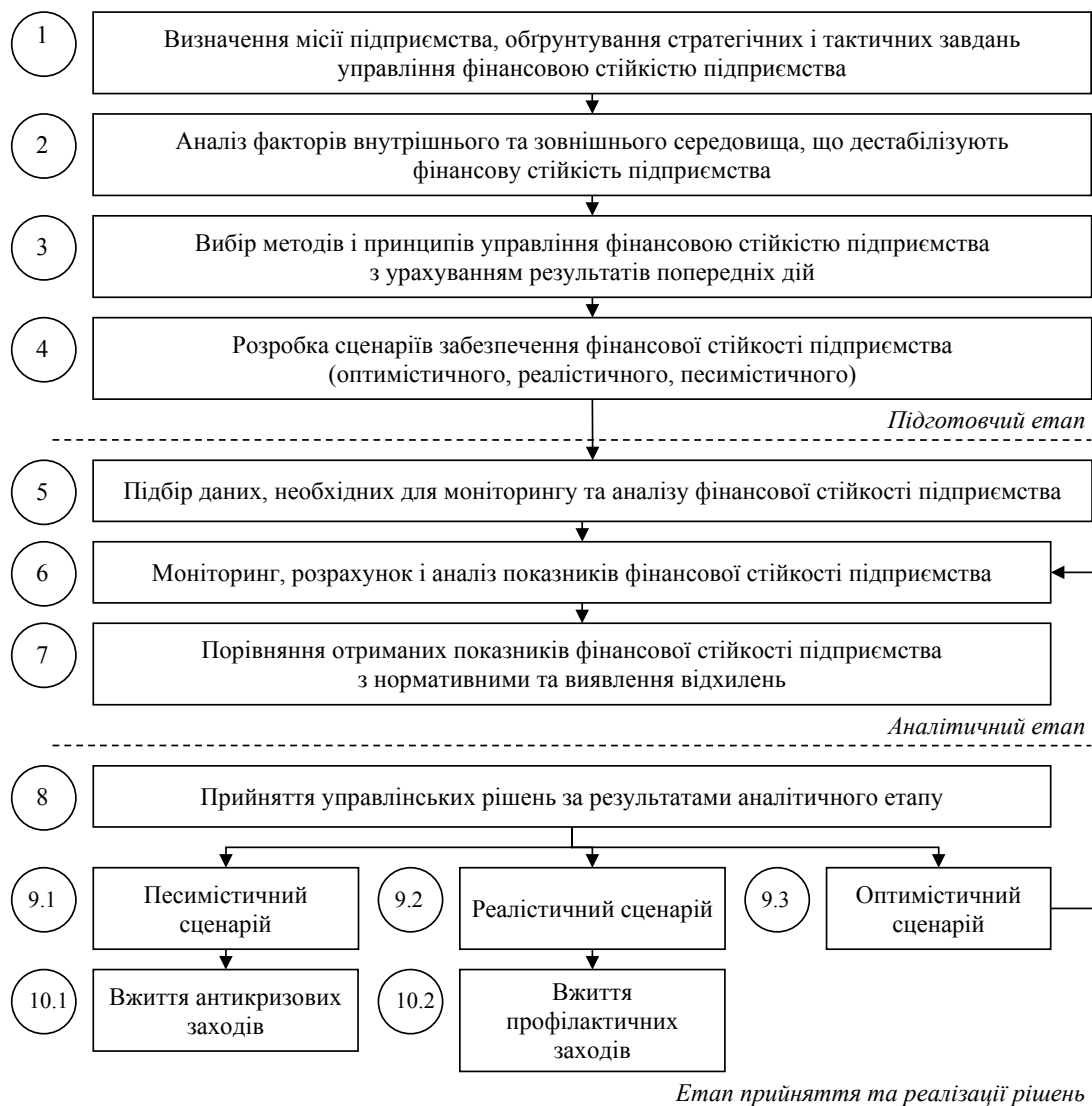 1
Визначення місії підприємства, обґрунтування стратегічних і тактичних завдань
управління фінансовою стійкістю підприємства
2
Аналіз факторів внутрішнього та зовнішнього середовища, що дестабілізують
фінансову стійкість підприємства
3
Вибір методів і принципів управління фінансовою стійкістю підприємства
з урахуванням результатів попередніх дій
4
Розробка сценаріїв забезпечення фінансової стійкості підприємства
(оптимістичного, реалістичного, песимістичного)
Підготовчий етап
5
Підбір даних, необхідних для моніторингу та аналізу фінансової стійкості підприємства
6
Моніторинг, розрахунок і аналіз показників фінансової стійкості підприємства
7
Порівняння отриманих показників фінансової стійкості підприємства
з нормативними та виявлення відхилень
Аналітичний етап
8
Прийняття управлінських рішень за результатами аналітичного етапу
9.1
Песимістичний
сценарій
9.2
Реалістичний сценарій
9.3
Оптимістичний
сценарій
10.1
Вжиття антикризових
заходів
10.2
Вжиття
профілактичних
заходів
Етап прийняття та реалізації рішень